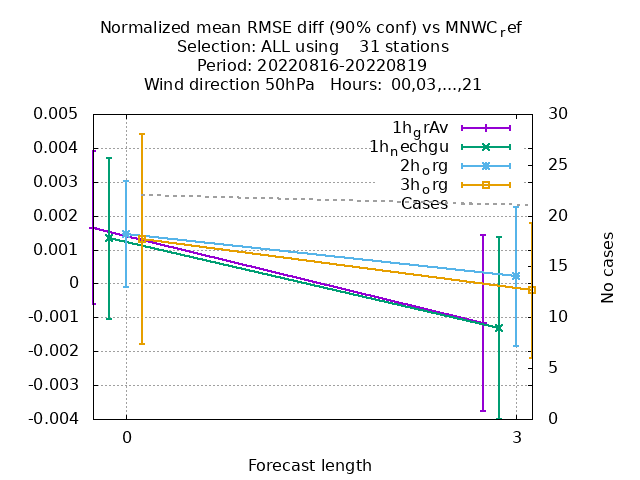 Normalized mean RMSE diff (90% conf) vs MNWC_ref
Selection: ALL using    31 stations
Period: 20220816-20220819
Wind direction 50hPa   Hours:  00,03,...,21
0.005
0.004
0.003
0.002
0.001
0
-0.001
-0.002
-0.003
-0.004
30
25
20
15
10
5
0
1h_grAv
1h_nechgu
2h_org
3h_org
Cases
No cases
0
3
Forecast length